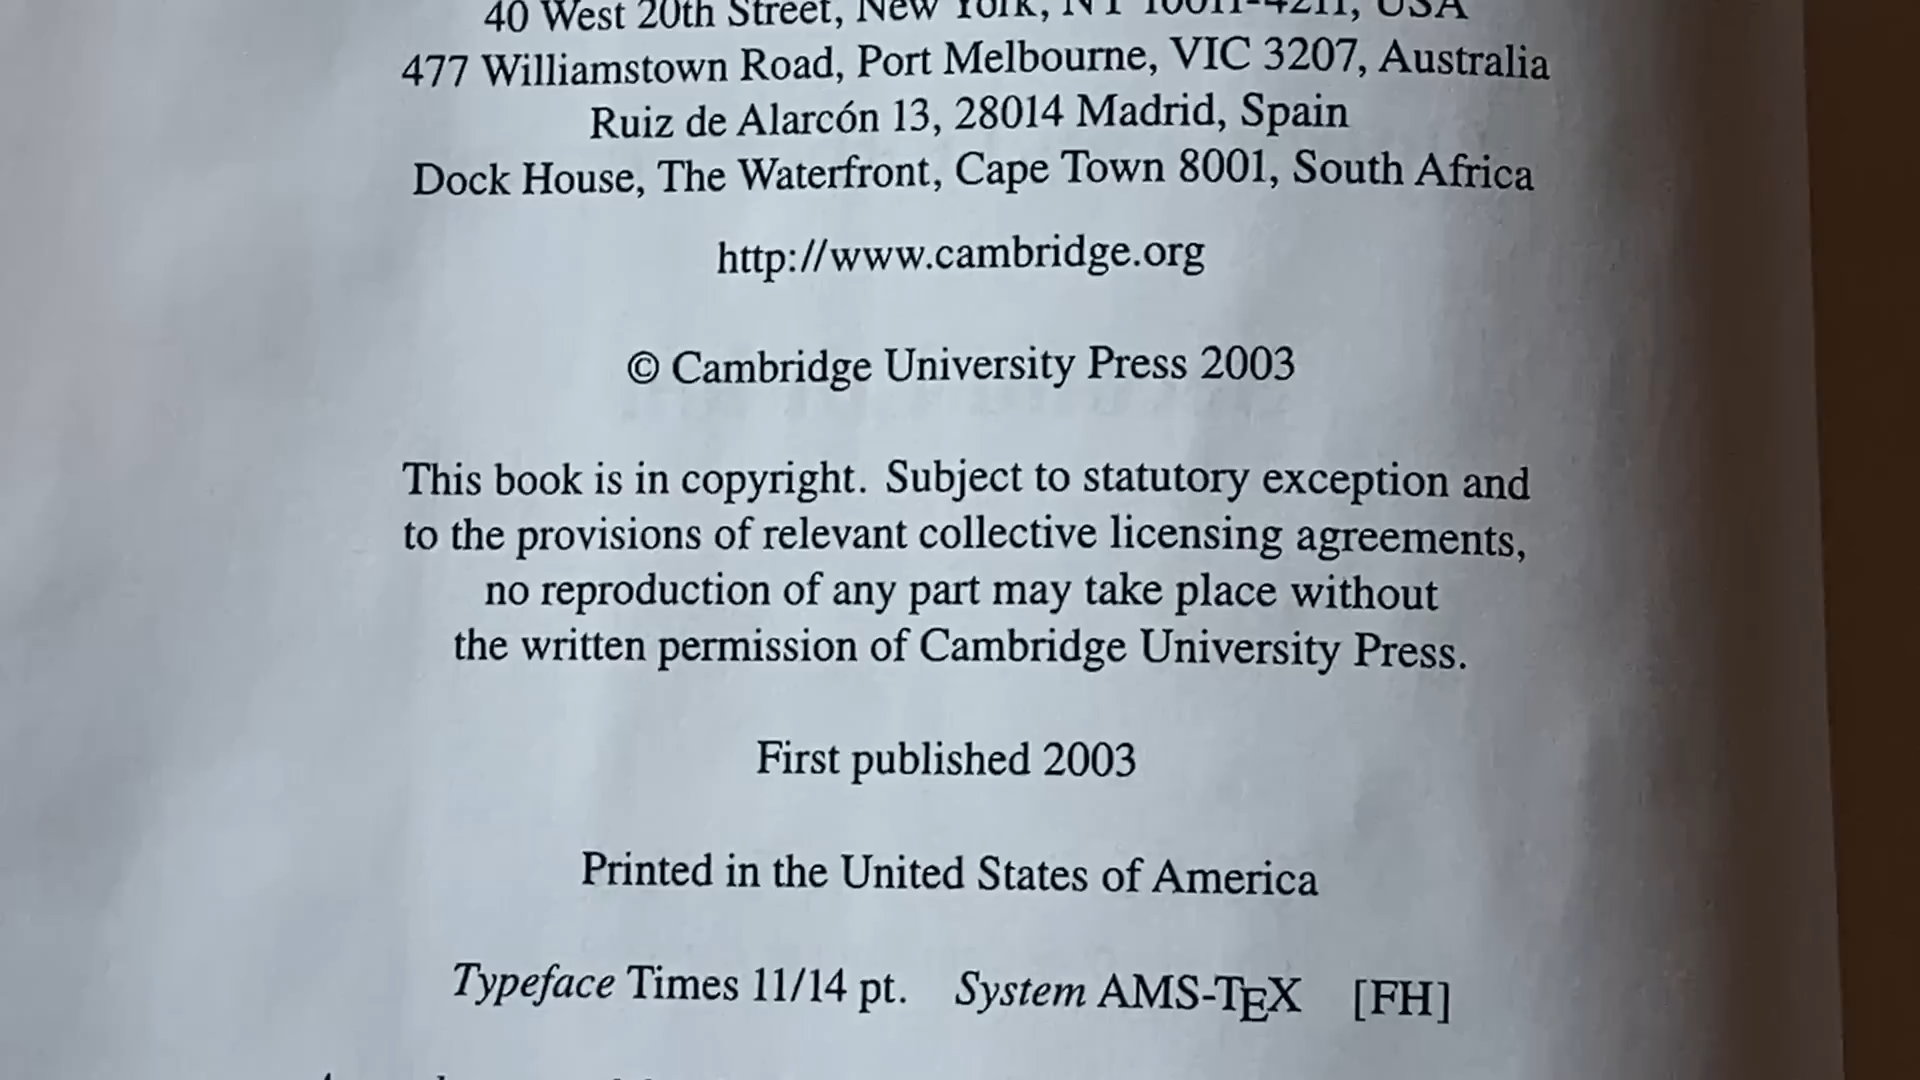 40 West 20th Street, New York, NY 10011-4211, USA
477 Williamstown Road, Port Melbourne, VIC 3207, Australia
Ruiz de Alarcón 13, 28014 Madrid, Spain
Dock House, The Waterfront, Cape Town 8001, South Africa
http://www.cambridge.org
© Cambridge University Press 2003
This book is in copyright. Subject to statutory exception and
to the provisions of relevant collective licensing agreements,
no reproduction of any part may take place without
the written permission of Cambridge University Press.
First published 2003
Printed in the United States of America
Typeface Times 11/14 pt. System AMS-TEX [FH]